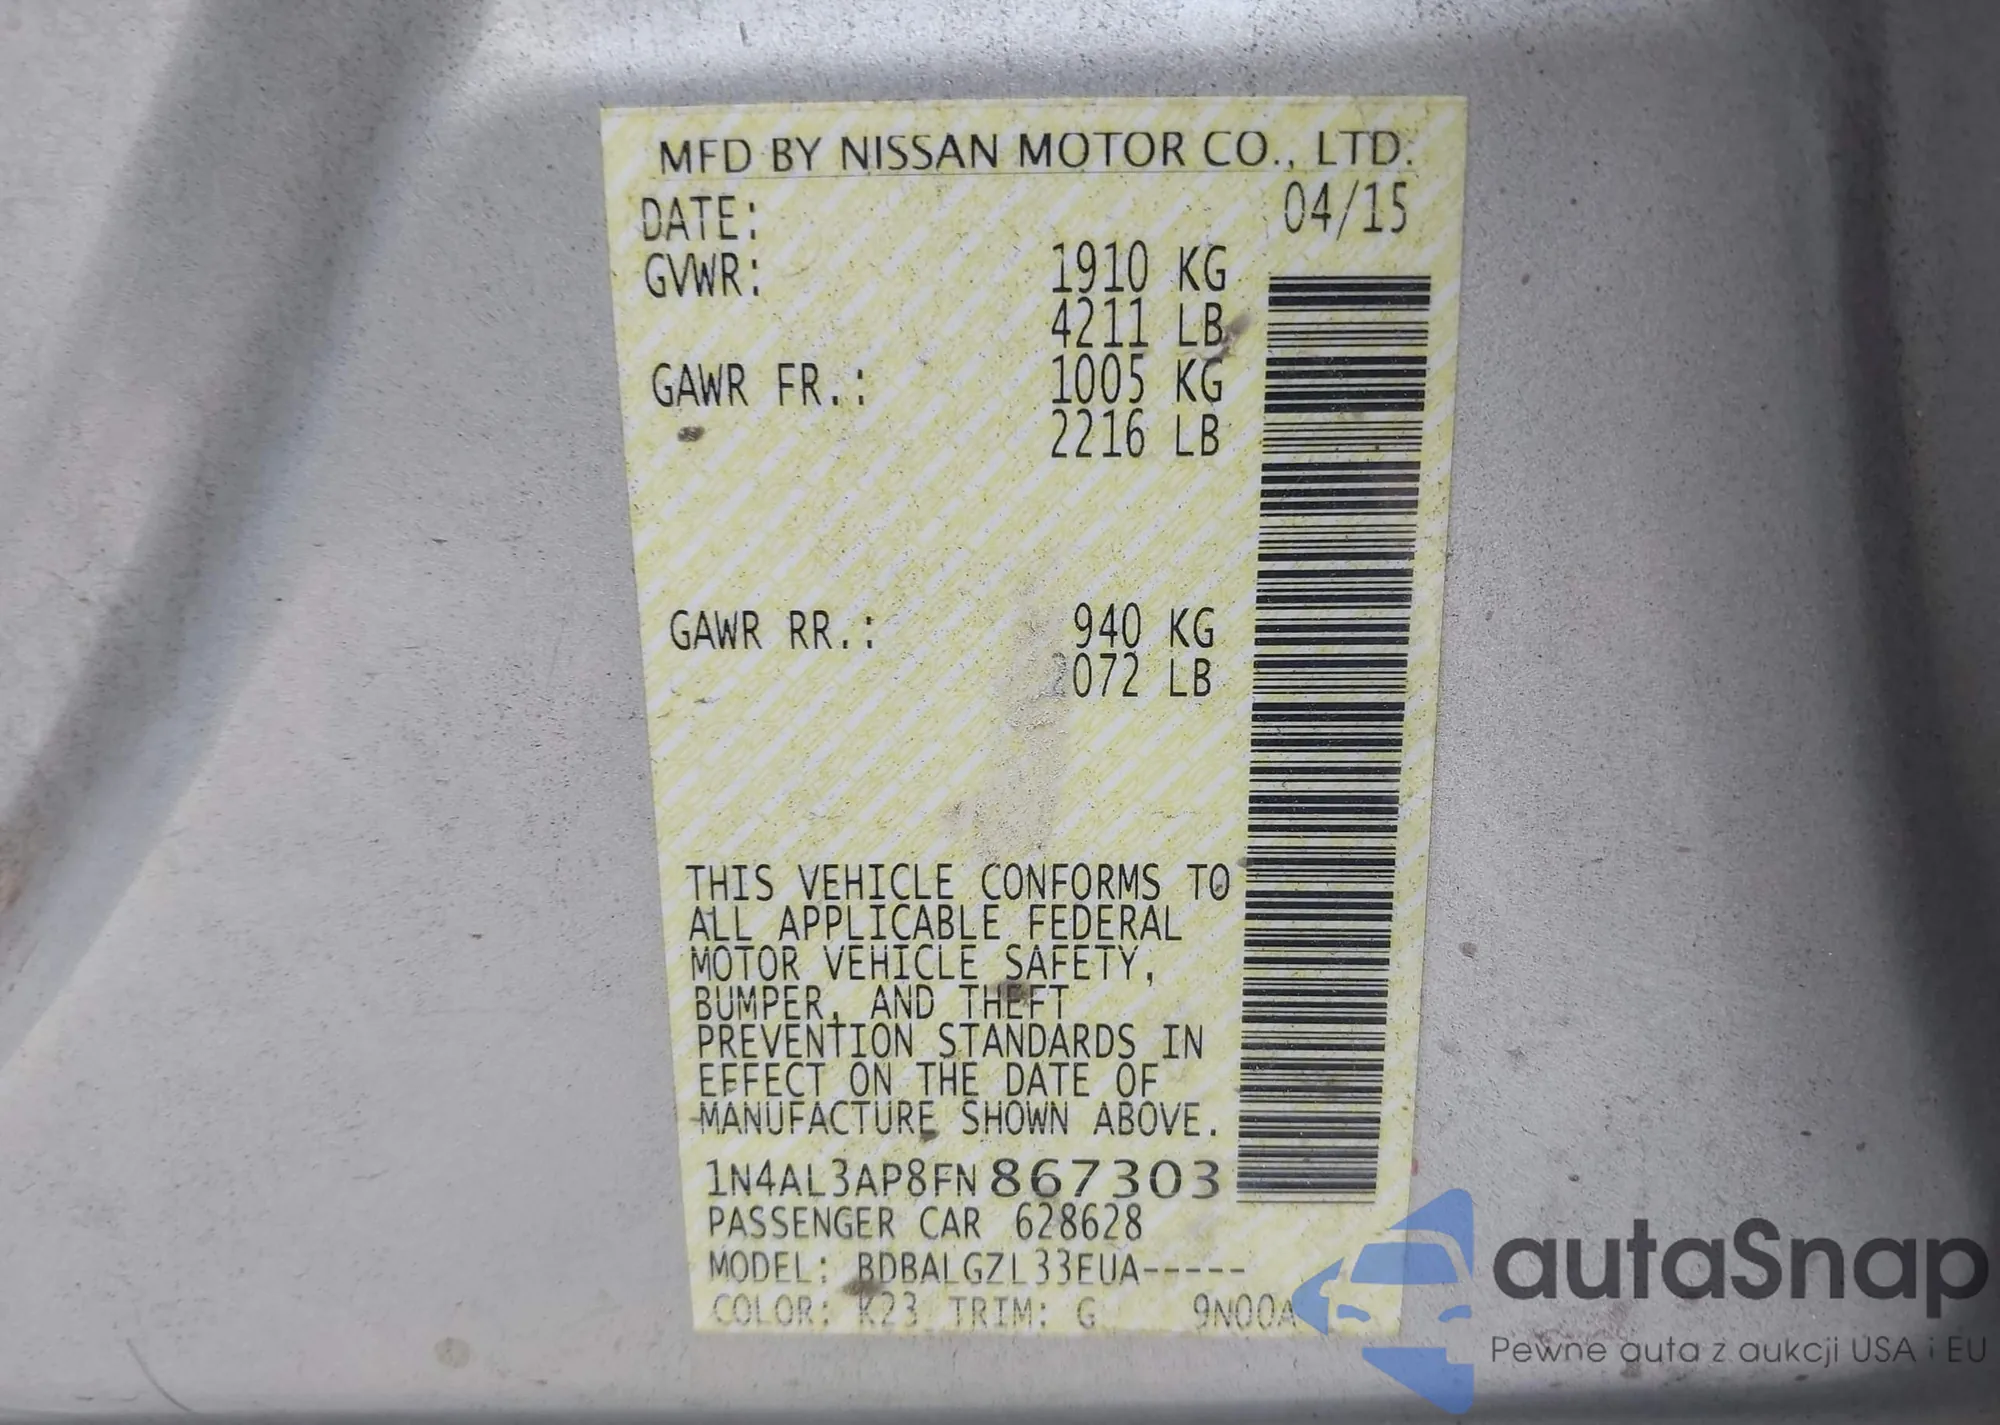 MFD BY NISSAN MOTOR CO., LTD.
DATE: 04/15
GVWR: 1910 KG
4211 LB
GAWR FR.: 1005 KG
2216 LB
GAWR RR.: 940 KG
2072 LB
THIS VEHICLE CONFORMS TO
ALL APPLICABLE FEDERAL
MOTOR VEHICLE SAFETY,
BUMPER, AND THEFT
PREVENTION STANDARDS IN
EFFECT ON THE DATE OF
MANUFACTURE SHOWN ABOVE.
1N4AL3AP8FN867303
PASSENGER CAR 628628
MODEL: BDBALGZL33EUA-----
COLOR: K23 TRIM: G 9N00A
autaSnap
Pewne auta z aukcji USA i EU